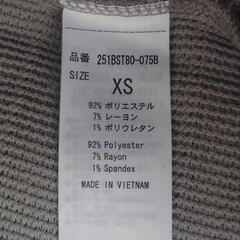 品番 251BST80-075B
SIZE
XS
92% ポリエステル
7% レーヨン
1% ポリウレタン
92% Polyester
7% Rayon
1% Spandex
MADE IN VIETNAM